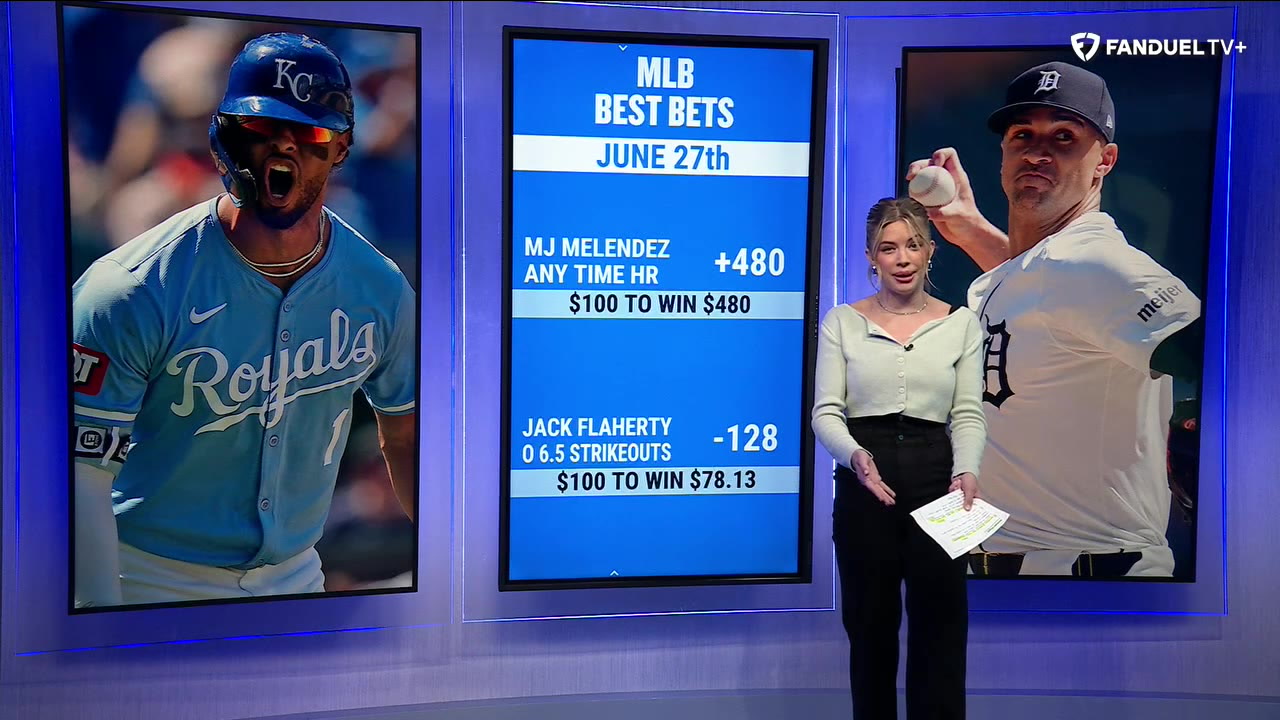 FANDUEL TV+
MLB
BEST BETS
JUNE 27th
MJ MELENDEZ
ANY TIME HR
+480
$100 TO WIN $480
JACK FLAHERTY
O 6.5 STRIKEOUTS
-128
$100 TO WIN $78.13
KC
Royals
1
D
D
meijer